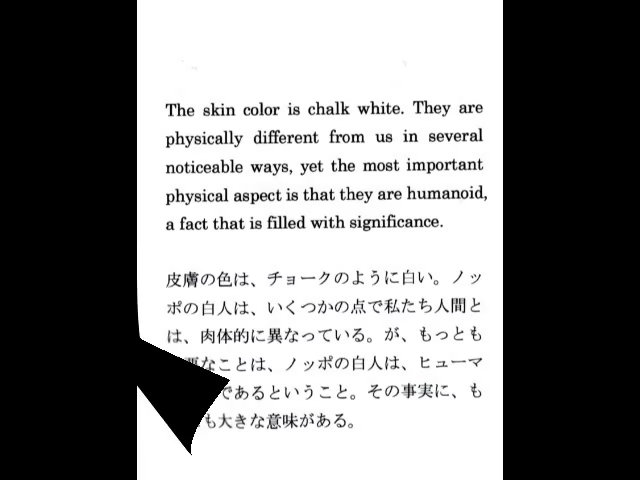 The skin color is chalk white. They are
physically different from us in several
noticeable ways, yet the most important
physical aspect is that they are humanoid,
a fact that is filled with significance.
皮膚の色は、チョークのように白い。ノッ
ポの白人は、いくつかの点で私たち人間と
は、肉体的に異なっている。が、もっとも
なことは、ノッポの白人は、ヒューマ
であるということ。その事実に、も
も大きな意味がある。